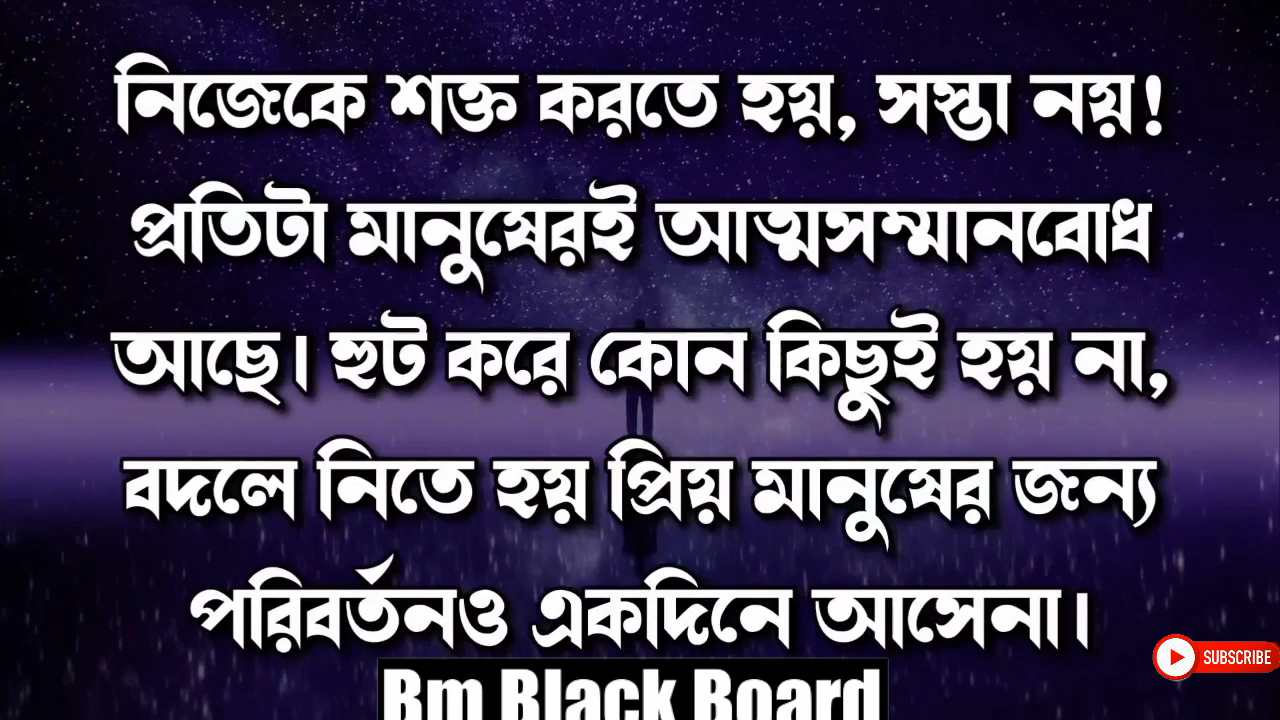 নিজেকে শক্ত করতে হয়, সস্তা নয়!
প্রতিটা মানুষেরই আত্মসম্মানবোধ
আছে। হুট করে কোন কিছুই হয় না,
বদলে নিতে হয় প্রিয় মানুষের জন্য
পরিবর্তনও একদিনে আসেনা।
SUBSCRIBE
Bm Black Board